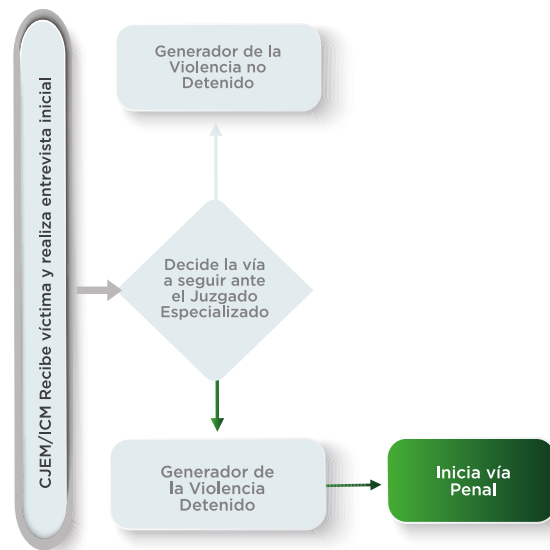 CJEM/ICM Recibe víctima y realiza entrevista inicial
Generador de la
Violencia no
Detenido
Decide la vía
a seguir ante
el Juzgado
Especializado
Generador de
la Violencia
Detenido
Inicia vía
Penal